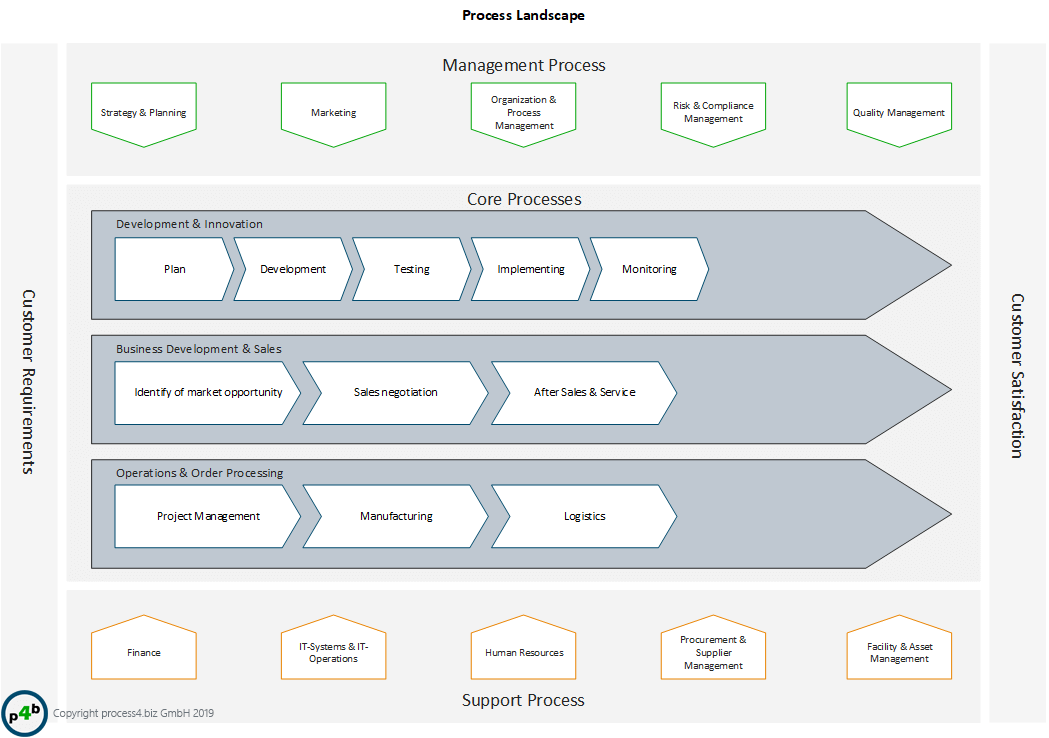 Process Landscape
Customer Requirements
Management Process
Strategy & Planning
Marketing
Organization &
Process
Management
Risk & Compliance
Management
Quality Management
Core Processes
Development & Innovation
Plan
Development
Testing
Implementing
Monitoring
Business Development & Sales
Identify of market opportunity
Sales negotiation
After Sales & Service
Operations & Order Processing
Project Management
Manufacturing
Logistics
Finance
IT-Systems & IT-
Operations
Human Resources
Procurement &
Supplier
Management
Facility & Asset
Management
Support Process
Customer Satisfaction
p4b
Copyright process4.biz GmbH 2019